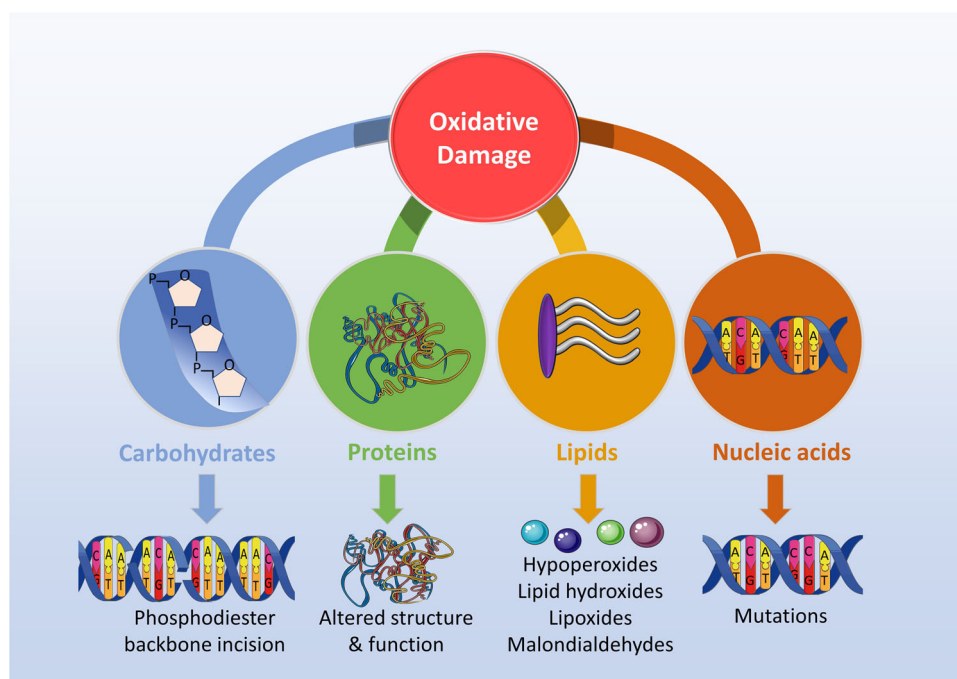 Oxidative
Damage
P
O
P
O
P
O
A C A C A A
T G T G T T
Carbohydrates
Proteins
Lipids
Nucleic acids
C A A A C A C A A A A C
G T T T G T G T T T T G
A C A C C A
T G T G G T
Phosphodiester
backbone incision
Altered structure
& function
Hypoperoxides
Lipid hydroxides
Lipoxides
Malondialdehydes
Mutations